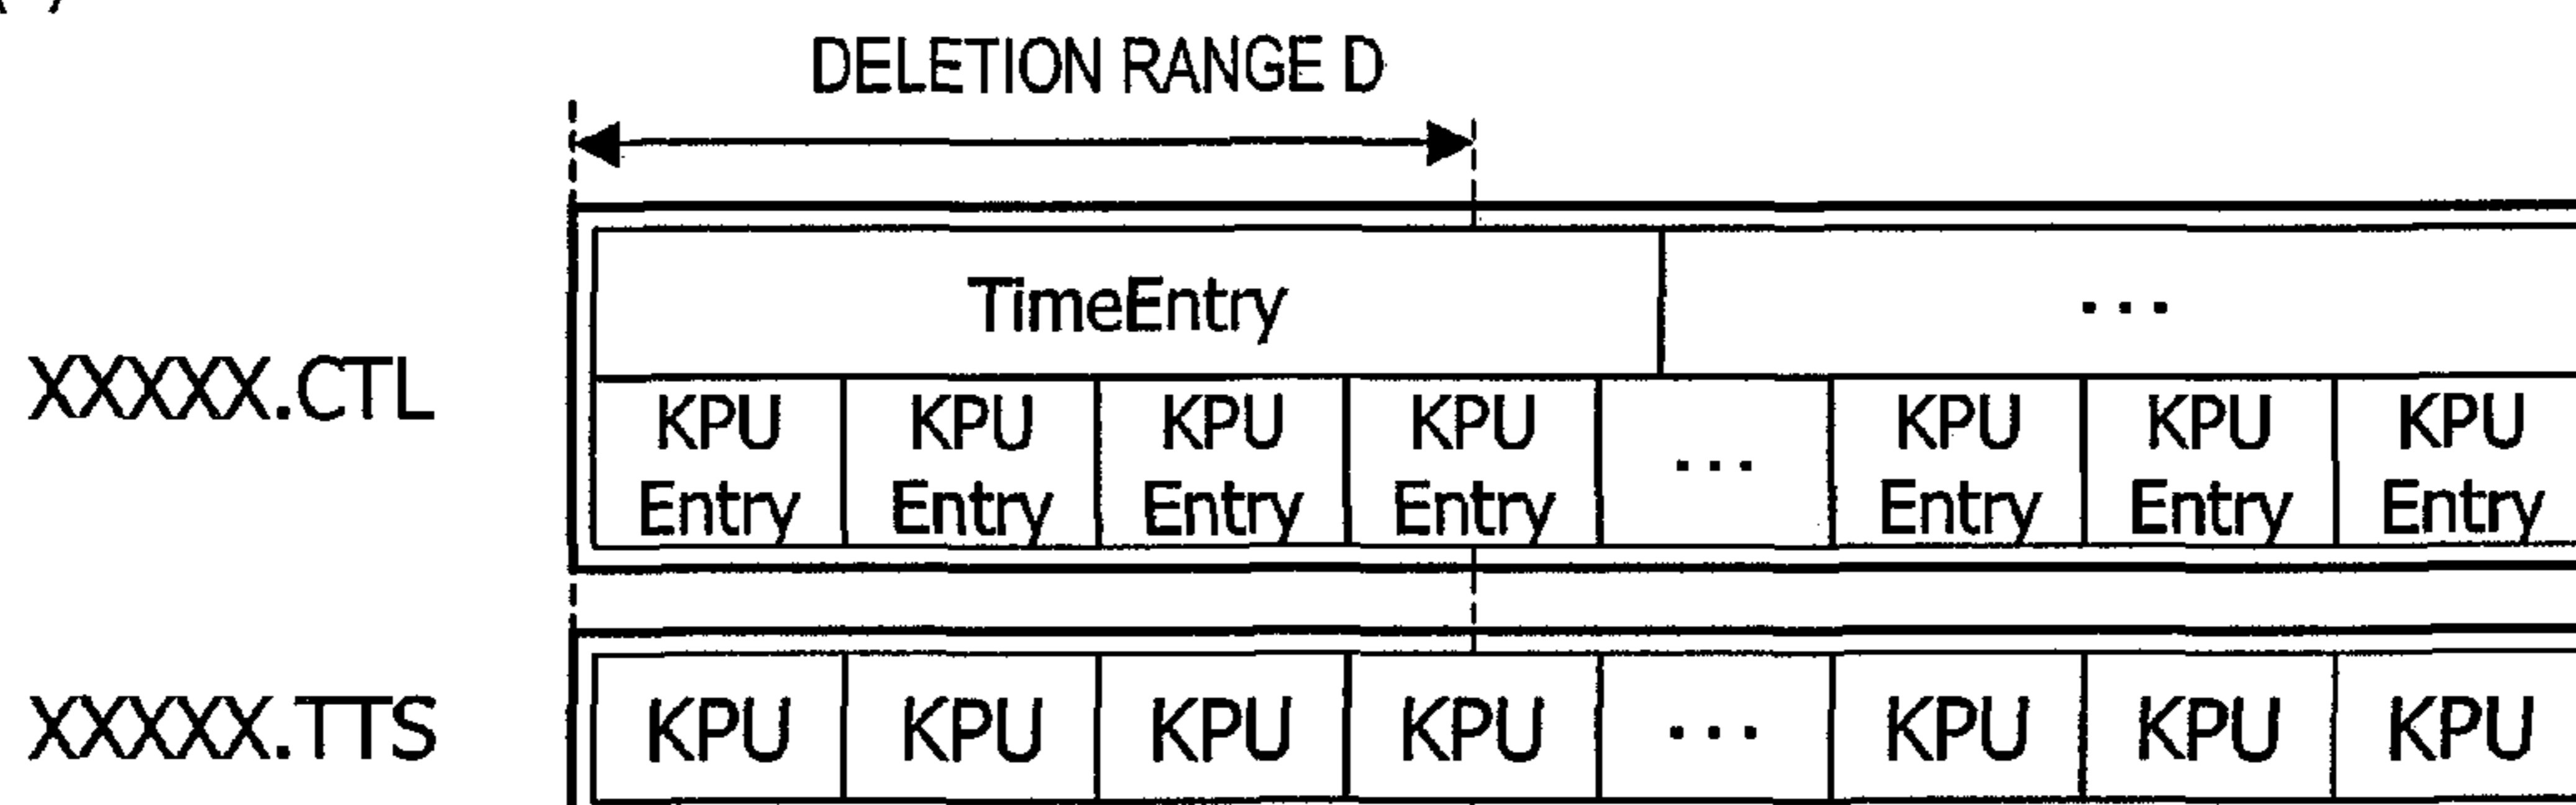 DELETION RANGE D
TimeEntry ...
XXXXX.CTL
KPU KPU KPU KPU ... KPU KPU KPU
Entry Entry Entry Entry Entry Entry Entry
XXXXX.TTS KPU KPU KPU KPU ... KPU KPU KPU